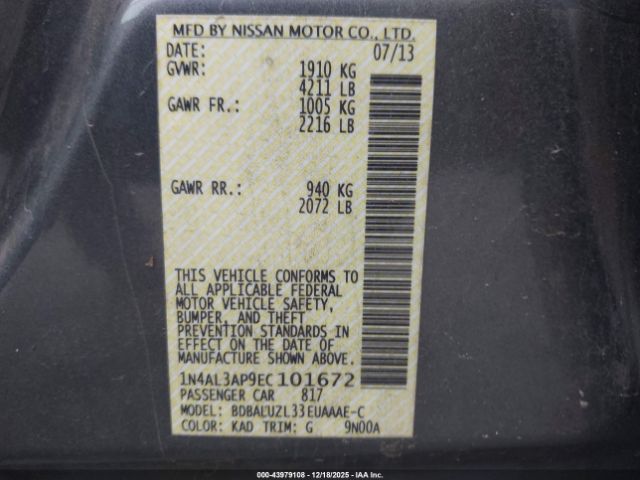 MFD BY NISSAN MOTOR CO., LTD.
DATE: 07/13
GVWR: 1910 KG
4211 LB
GAWR FR.: 1005 KG
2216 LB
GAWR RR.: 940 KG
2072 LB
THIS VEHICLE CONFORMS TO
ALL APPLICABLE FEDERAL
MOTOR VEHICLE SAFETY,
BUMPER, AND THEFT
PREVENTION STANDARDS IN
EFFECT ON THE DATE OF
MANUFACTURE SHOWN ABOVE.
1N4AL3AP9EC101672
PASSENGER CAR 817
MODEL: BDBALUZL33EUAAAE-C
COLOR: KAD TRIM: G 9N00A
000-43979108 | 12/18/2025 - IAA